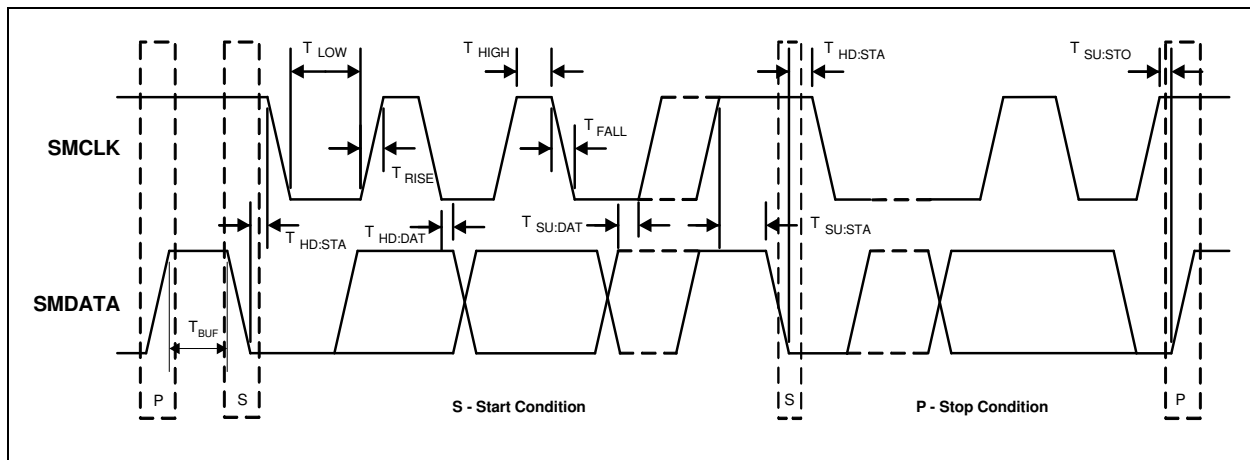 T LOW
T HIGH
T HD:STA
T SU:STO
SMCLK
T FALL
T RISE
T HD:STA
T HD:DAT
T SU:DAT
T SU:STA
SMDATA
T BUF
P
S
S - Start Condition
S
P - Stop Condition
P